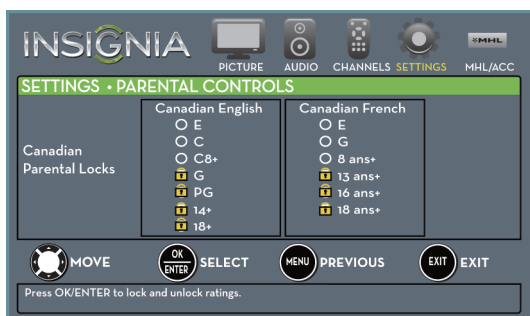 INSIGNIA
PICTURE AUDIO CHANNELS SETTINGS MHL MHL/ACC
SETTINGS • PARENTAL CONTROLS
Canadian Parental Locks
Canadian English
E
C
C8+
G
PG
14+
18+
Canadian French
E
G
8 ans+
13 ans+
16 ans+
18 ans+
MOVE OK ENTER SELECT MENU PREVIOUS EXIT EXIT
Press OK/ENTER to lock and unlock ratings.